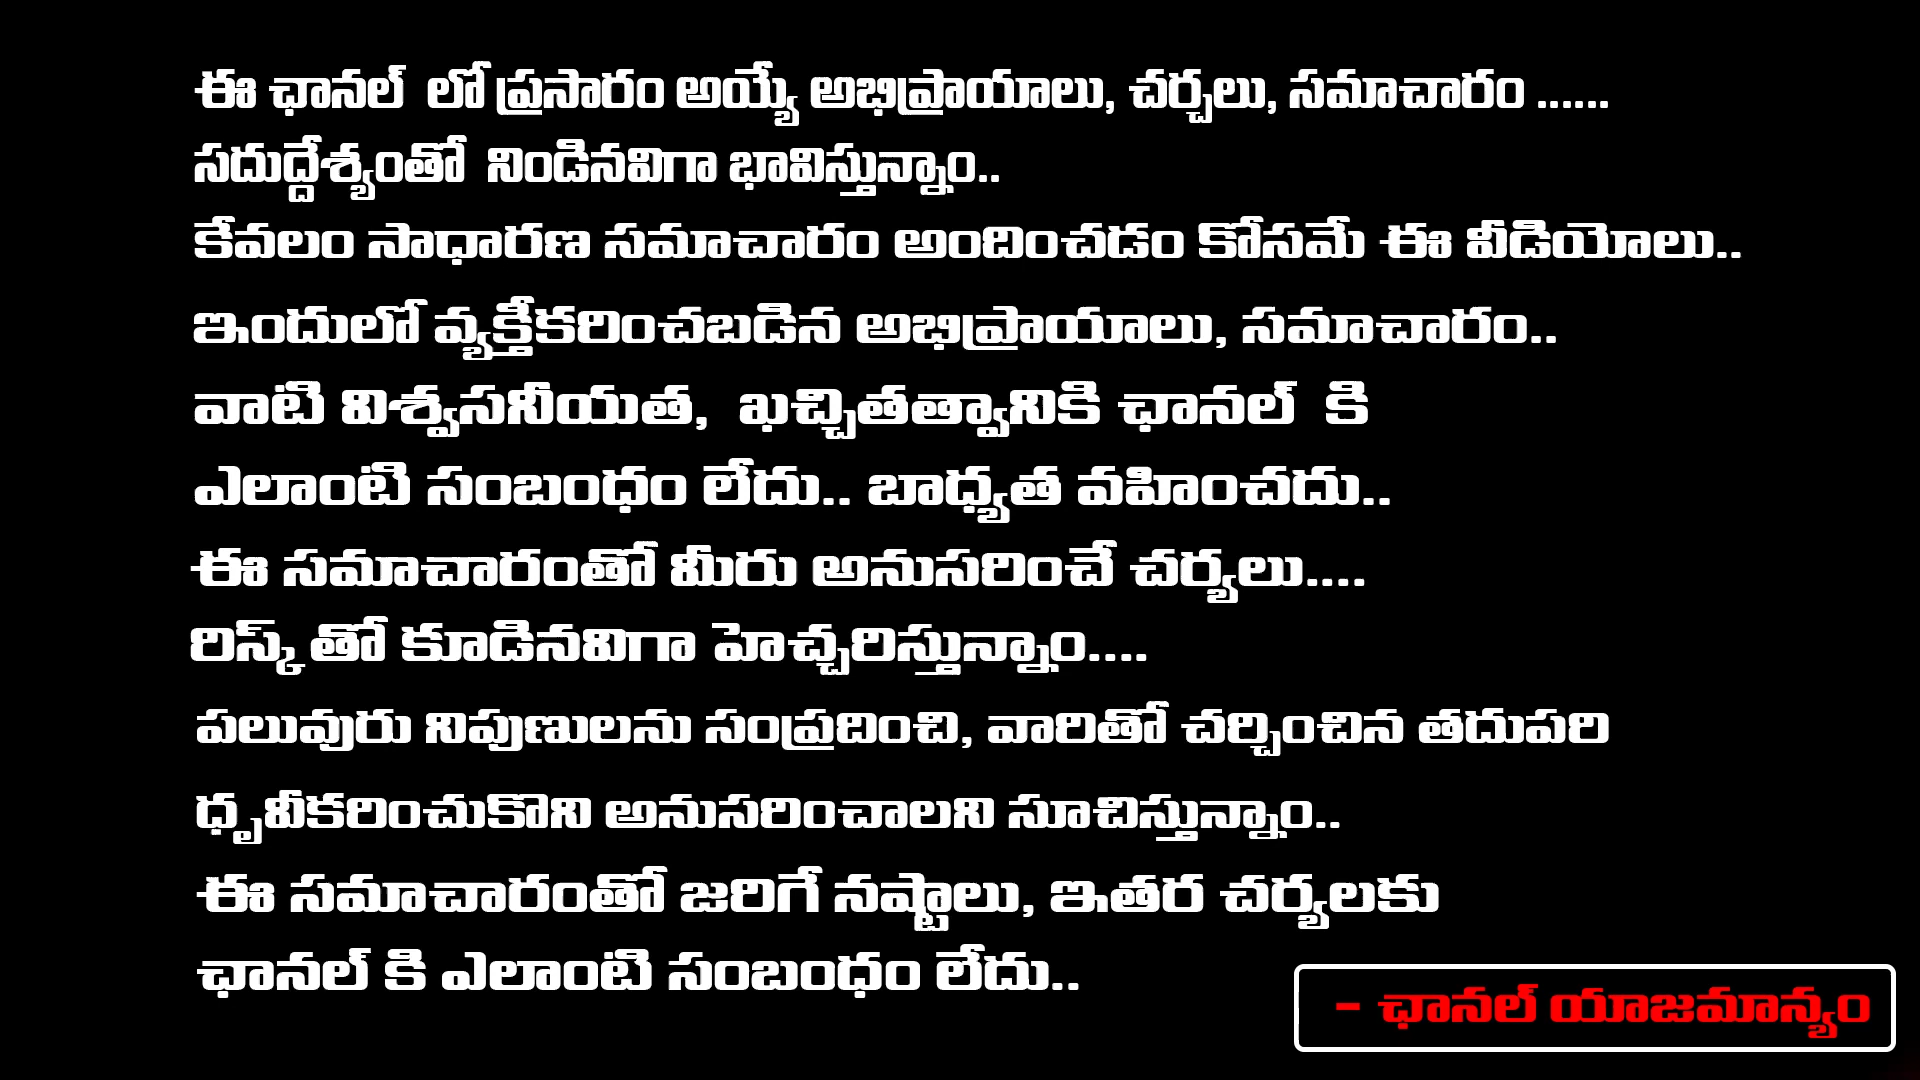 ఈ ఛానల్ లో ప్రసారం అయ్యే అభిప్రాయాలు, చర్చలు, సమాచారం ......
సదుద్దేశ్యంతో నిండినవిగా భావిస్తున్నాం..
కేవలం సాధారణ సమాచారం అందించడం కోసమే ఈ వీడియోలు..
ఇందులో వ్యక్తీకరించబడిన అభిప్రాయాలు, సమాచారం..
వాటి విశ్వసనీయత, ఖచ్చితత్వానికి ఛానల్ కి
ఎలాంటి సంబంధం లేదు.. బాధ్యత వహించదు..
ఈ సమాచారంతో మీరు అనుసరించే చర్యలు....
రిస్క్ తో కూడినవిగా హెచ్చరిస్తున్నాం....
పలువురు నిపుణులను సంప్రదించి, వారితో చర్చించిన తదుపరి
ధృవీకరించుకొని అనుసరించాలని సూచిస్తున్నాం..
ఈ సమాచారంతో జరిగే నష్టాలు, ఇతర చర్యలకు
ఛానల్ కి ఎలాంటి సంబంధం లేదు..
- ఛానల్ యాజమాన్యం